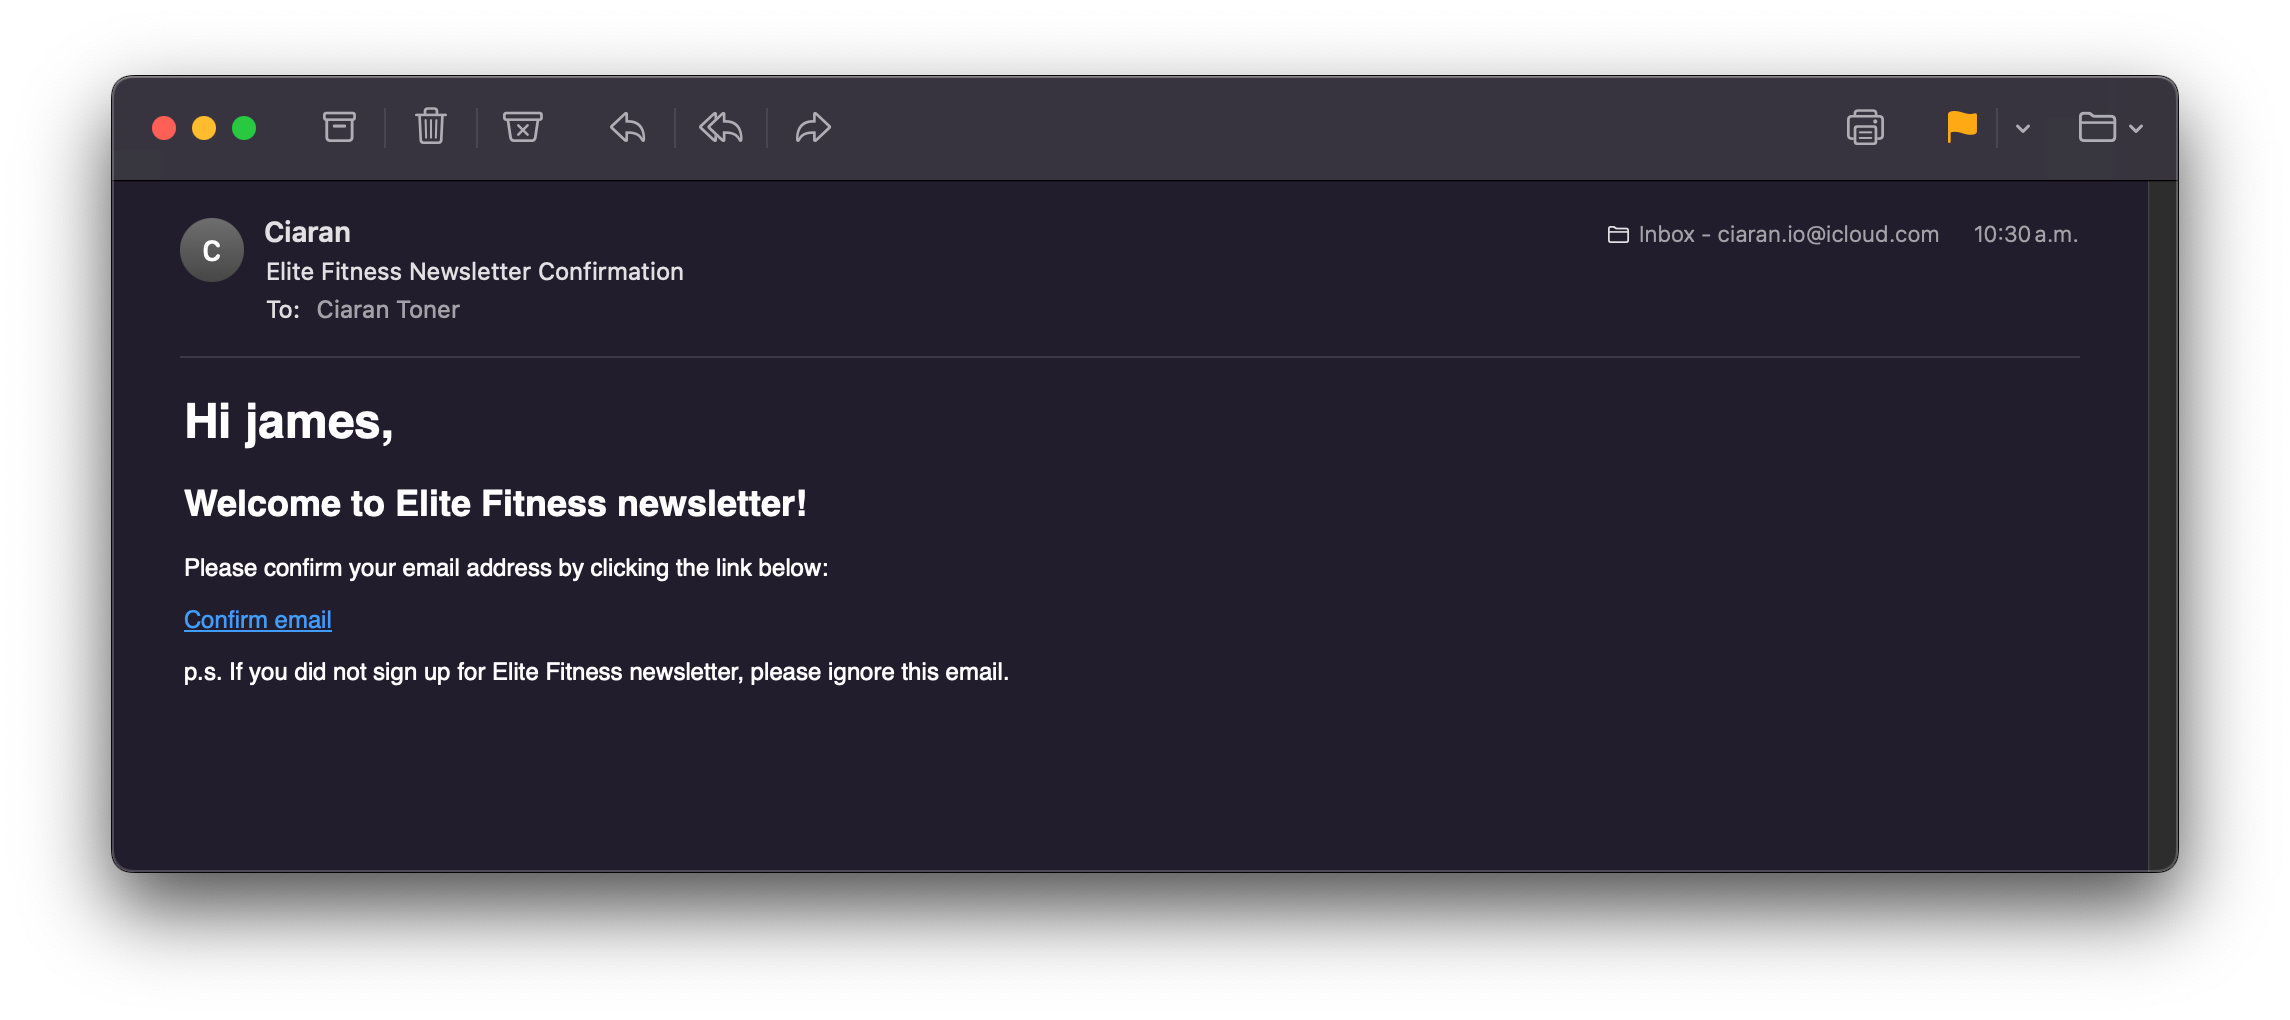 C
Ciaran
Inbox - ciaran.io@icloud.com 10:30 a.m.
Elite Fitness Newsletter Confirmation
To: Ciaran Toner
Hi james,
Welcome to Elite Fitness newsletter!
Please confirm your email address by clicking the link below:
Confirm email
p.s. If you did not sign up for Elite Fitness newsletter, please ignore this email.